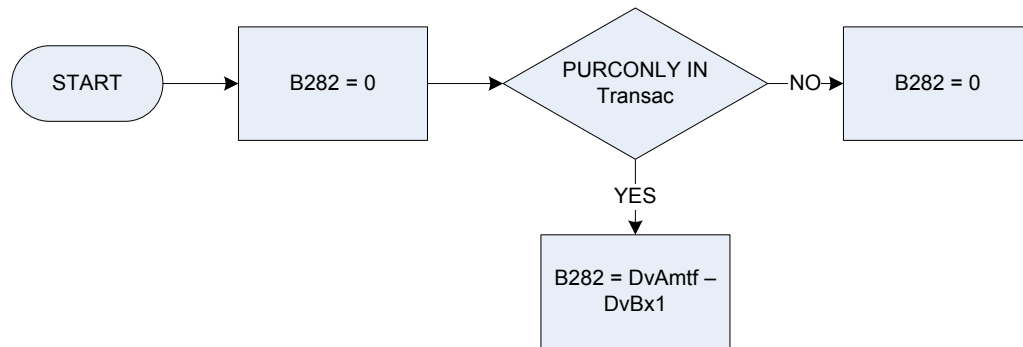 START
B282 = 0
PURCONLY IN
Transac
NO
B282 = 0
YES
B282 = DvAmtf –
DvBx1